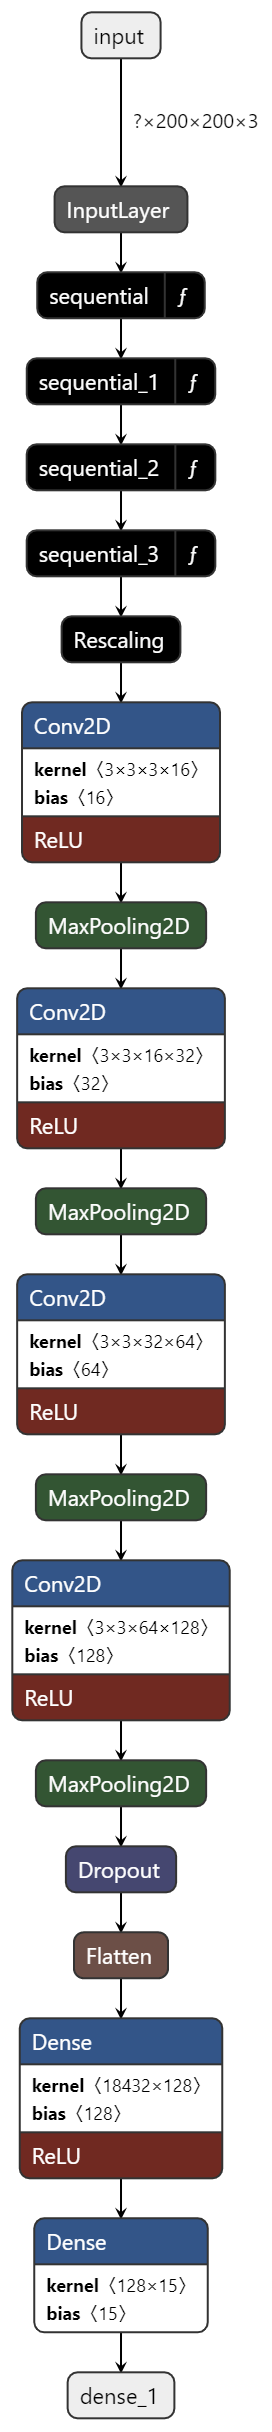 input
?×200×200×3
InputLayer
sequential ƒ
sequential_1 ƒ
sequential_2 ƒ
sequential_3 ƒ
Rescaling
Conv2D
kernel 〈3×3×3×16〉
bias 〈16〉
ReLU
MaxPooling2D
Conv2D
kernel 〈3×3×16×32〉
bias 〈32〉
ReLU
MaxPooling2D
Conv2D
kernel 〈3×3×32×64〉
bias 〈64〉
ReLU
MaxPooling2D
Conv2D
kernel 〈3×3×64×128〉
bias 〈128〉
ReLU
MaxPooling2D
Dropout
Flatten
Dense
kernel 〈18432×128〉
bias 〈128〉
ReLU
Dense
kernel 〈128×15〉
bias 〈15〉
dense_1